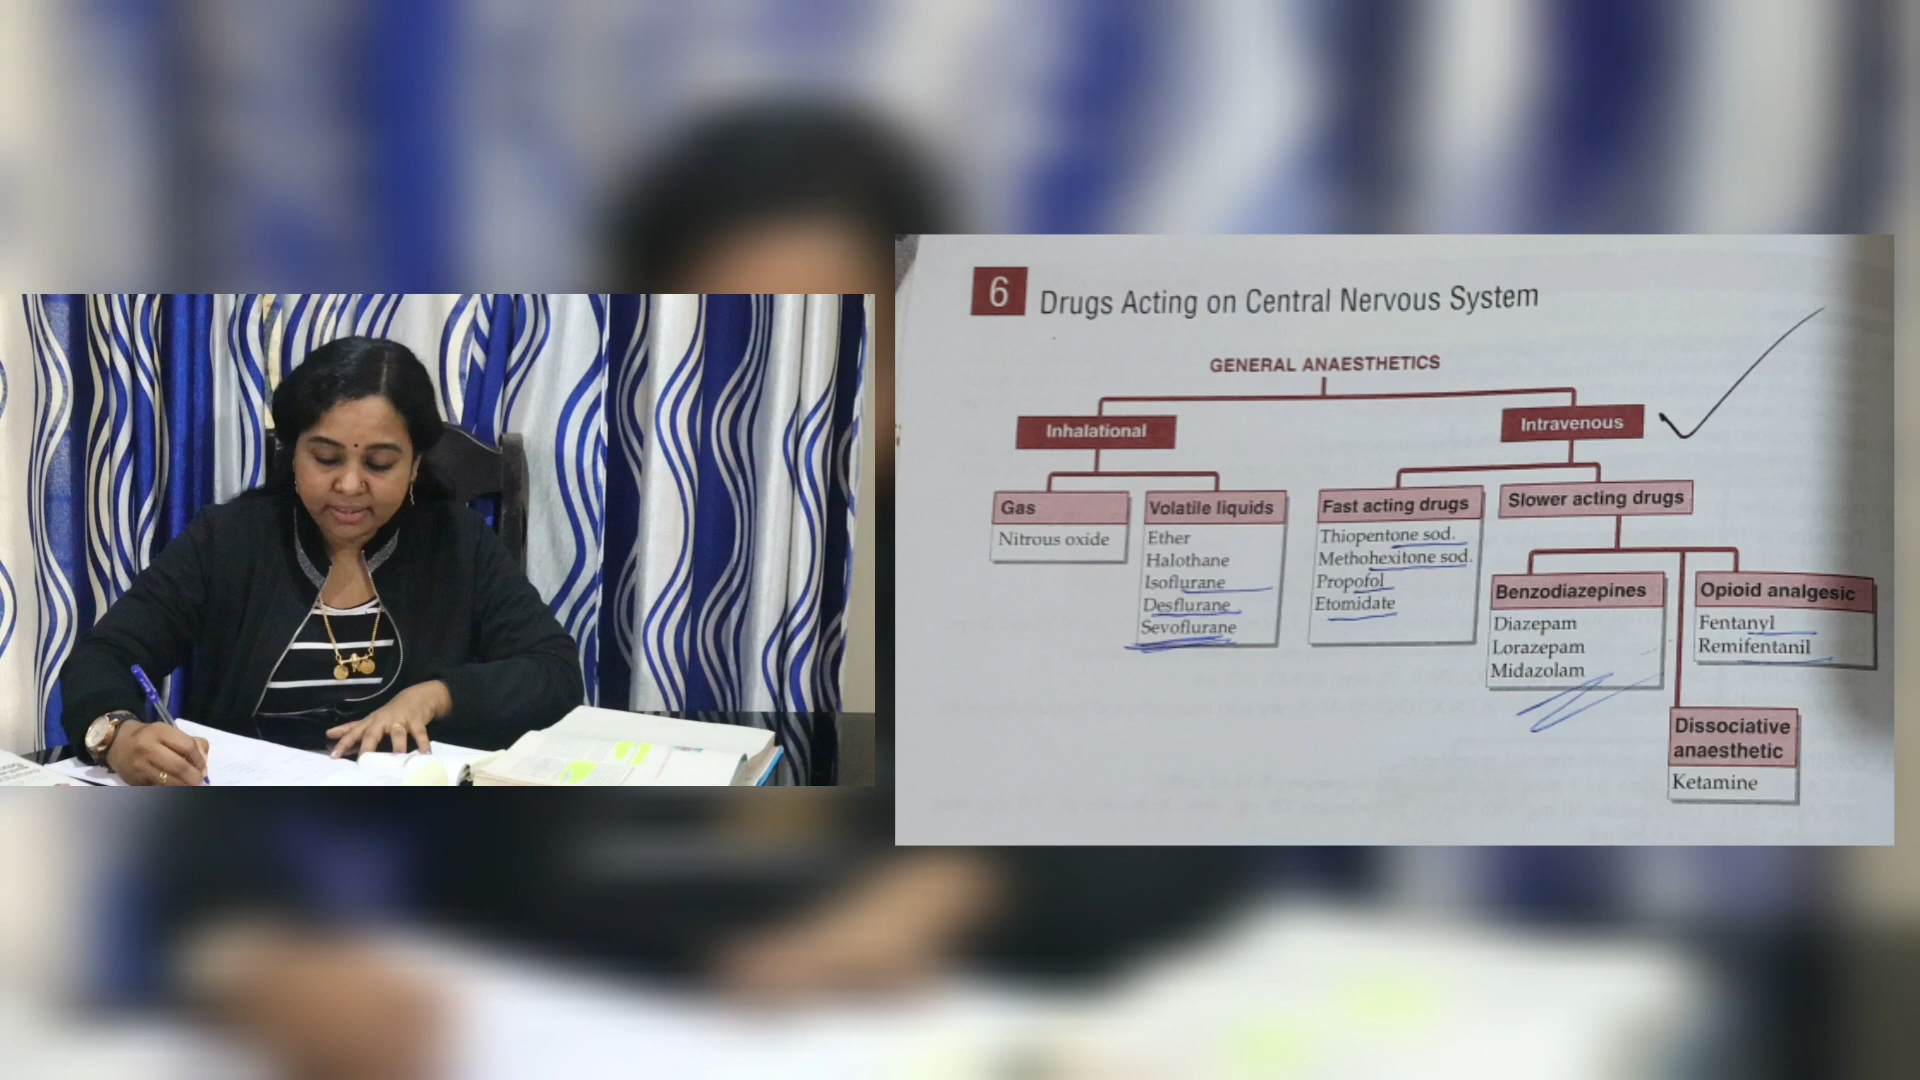 6
Drugs Acting on Central Nervous System
GENERAL ANAESTHETICS
Inhalational
Intravenous
Gas
Nitrous oxide
Volatile liquids
Ether
Halothane
Isoflurane
Desflurane
Sevoflurane
Fast acting drugs
Thiopentone sod.
Methohexitone sod.
Propofol
Etomidate
Slower acting drugs
Benzodiazepines
Diazepam
Lorazepam
Midazolam
Opioid analgesic
Fentanyl
Remifentanil
Dissociative
anaesthetic
Ketamine